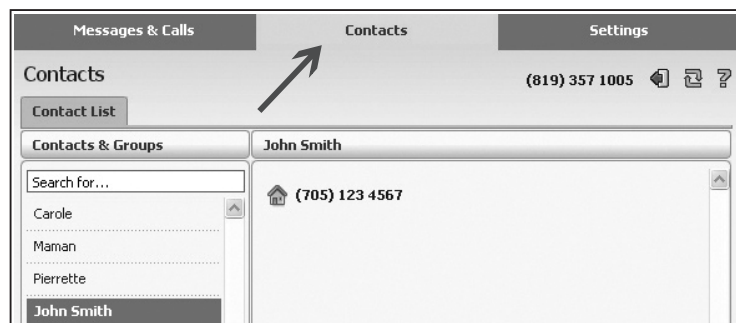 Messages & Calls Contacts Settings
Contacts (819) 357 1005
Contact List
Contacts & Groups John Smith
Search for...
(705) 123 4567
Carole
Maman
Pierrette
John Smith